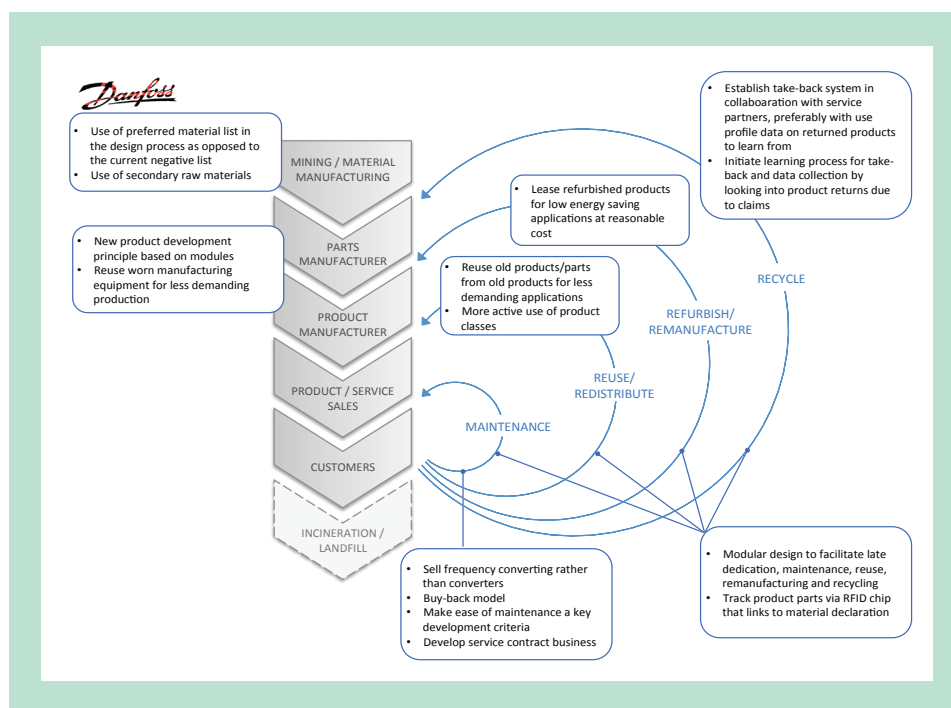 Danfoss
• Use of preferred material list in
the design process as opposed to
the current negative list
• Use of secondary raw materials
• New product development
principle based on modules
• Reuse worn manufacturing
equipment for less demanding
production
MINING / MATERIAL
MANUFACTURING
PARTS
MANUFACTURER
PRODUCT
MANUFACTURER
PRODUCT / SERVICE
SALES
CUSTOMERS
INCINERATION /
LANDFILL
• Establish take-back system in
collaboaration with service
partners, preferably with use
profile data on returned products
to learn from
• Initiate learning process for take-
back and data collection by
looking into product returns due
to claims
• Lease refurbished products
for low energy saving
applications at reasonable
cost
• Reuse old products/parts
from old products for less
demanding applications
• More active use of product
classes
RECYCLE
REFURBISH/
REMANUFACTURE
REUSE/
REDISTRIBUTE
MAINTENANCE
• Sell frequency converting rather
than converters
• Buy-back model
• Make ease of maintenance a key
development criteria
• Develop service contract business
• Modular design to facilitate late
dedication, maintenance, reuse,
remanufacturing and recycling
• Track product parts via RFID chip
that links to material declaration